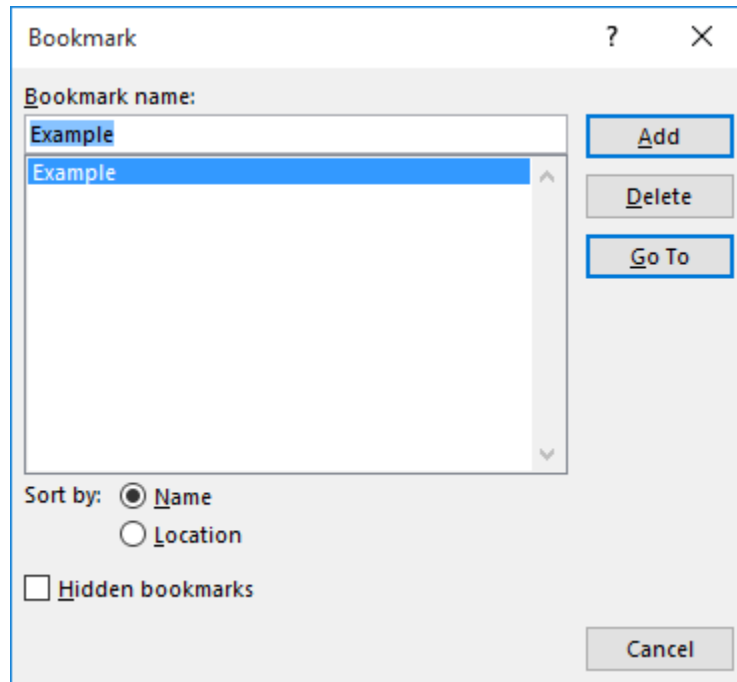 Bookmark ?
Bookmark name:
Example
Add
Example
Delete
Go To
Sort by: Name
Location
Hidden bookmarks
Cancel